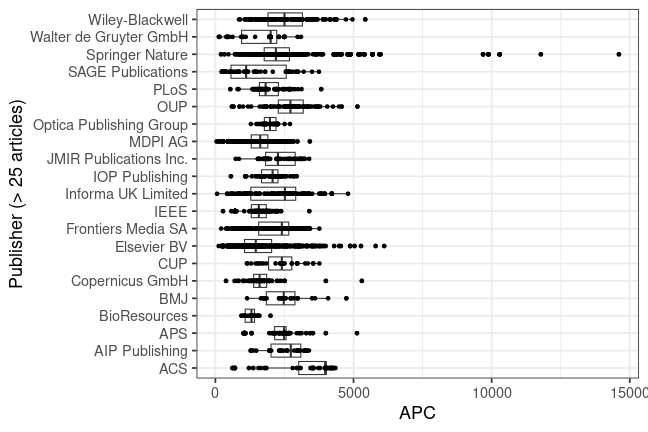 Publisher (> 25 articles)
Wiley-Blackwell
Walter de Gruyter GmbH
Springer Nature
SAGE Publications
PLoS
OUP
Optica Publishing Group
MDPI AG
JMIR Publications Inc.
IOP Publishing
Informa UK Limited
IEEE
Frontiers Media SA
Elsevier BV
CUP
Copernicus GmbH
BMJ
BioResources
APS
AIP Publishing
ACS
0 5000 10000 15000
APC